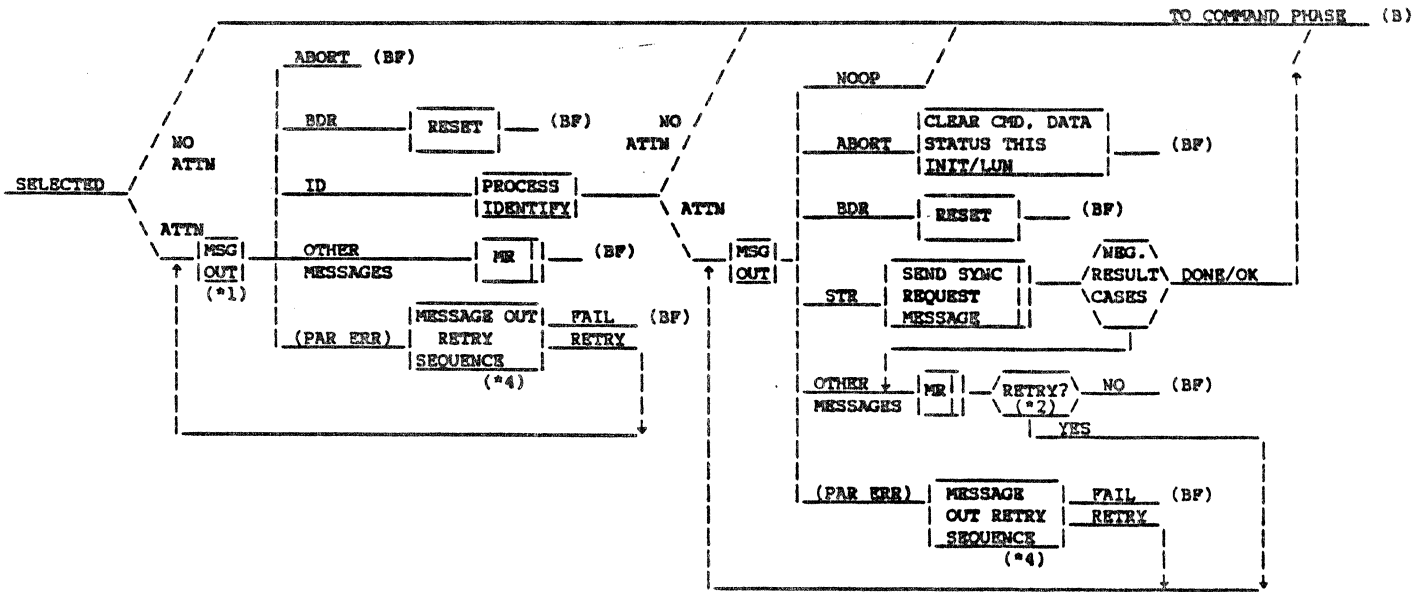 TO COMMAND PHASE (B)
ABORT (BF)
NOOP
BDR RESET (BF)
NO ATTN
NO ATTN
CLEAR CMD, DATA
ABORT STATUS THIS (BF)
INIT/LUN
SELECTED
ID PROCESS
IDENTIFY
ATTN
BDR RESET (BF)
ATTN
MSG OUT (*1)
OTHER MESSAGES
MR (BF)
MSG OUT
STR
SEND SYNC
REQUEST
MESSAGE
NEG.
RESULT
CASES
DONE/OK
(PAR ERR)
MESSAGE OUT
RETRY
SEQUENCE
(*4)
FAIL (BF)
RETRY
OTHER MESSAGES
MR
RETRY?
(*2)
NO (BF)
YES
(PAR ERR)
MESSAGE
OUT RETRY
SEQUENCE
(*4)
FAIL (BF)
RETRY